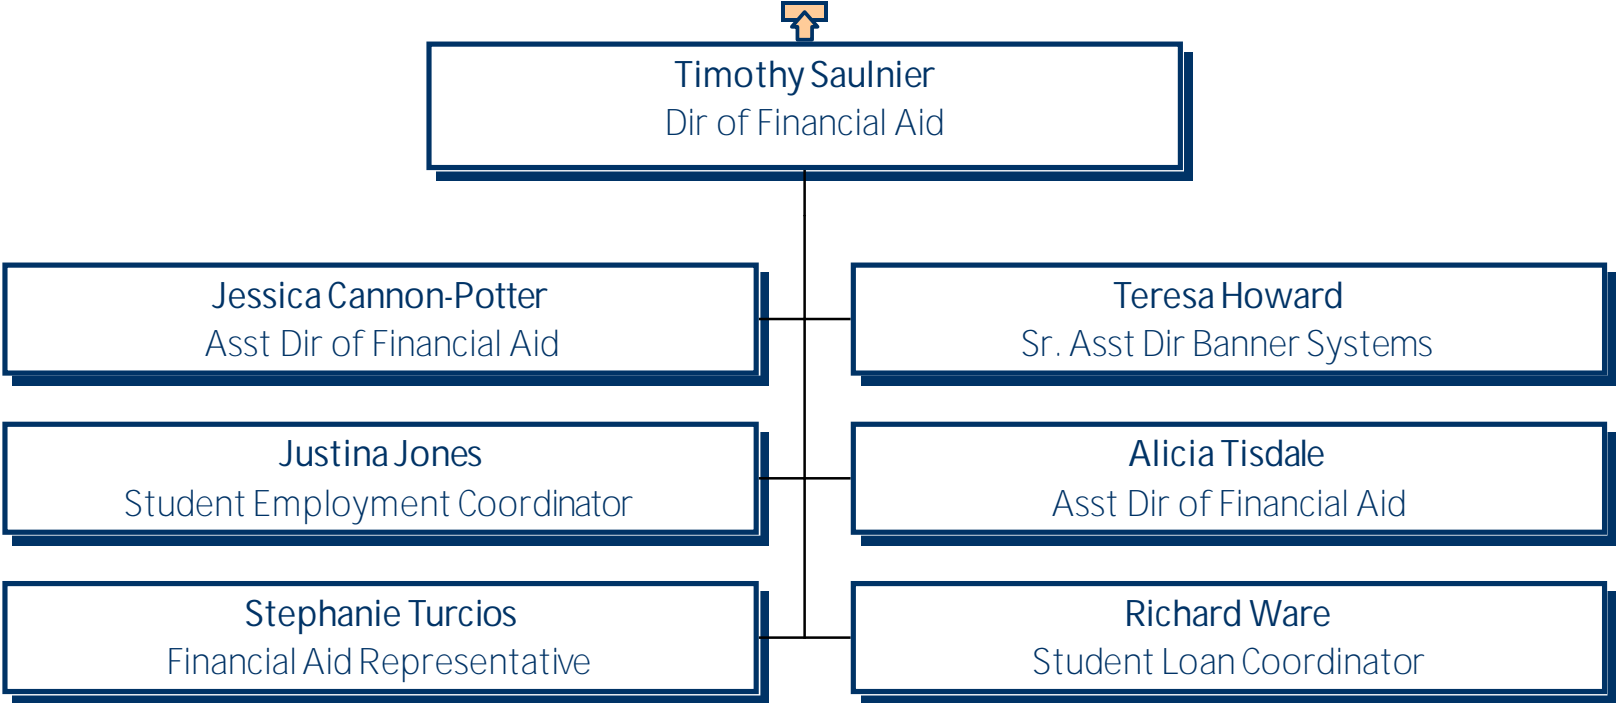 Timothy Saulnier
Dir of Financial Aid
Jessica Cannon-Potter
Asst Dir of Financial Aid
Teresa Howard
Sr. Asst Dir Banner Systems
Justina Jones
Student Employment Coordinator
Alicia Tisdale
Asst Dir of Financial Aid
Stephanie Turcios
Financial Aid Representative
Richard Ware
Student Loan Coordinator